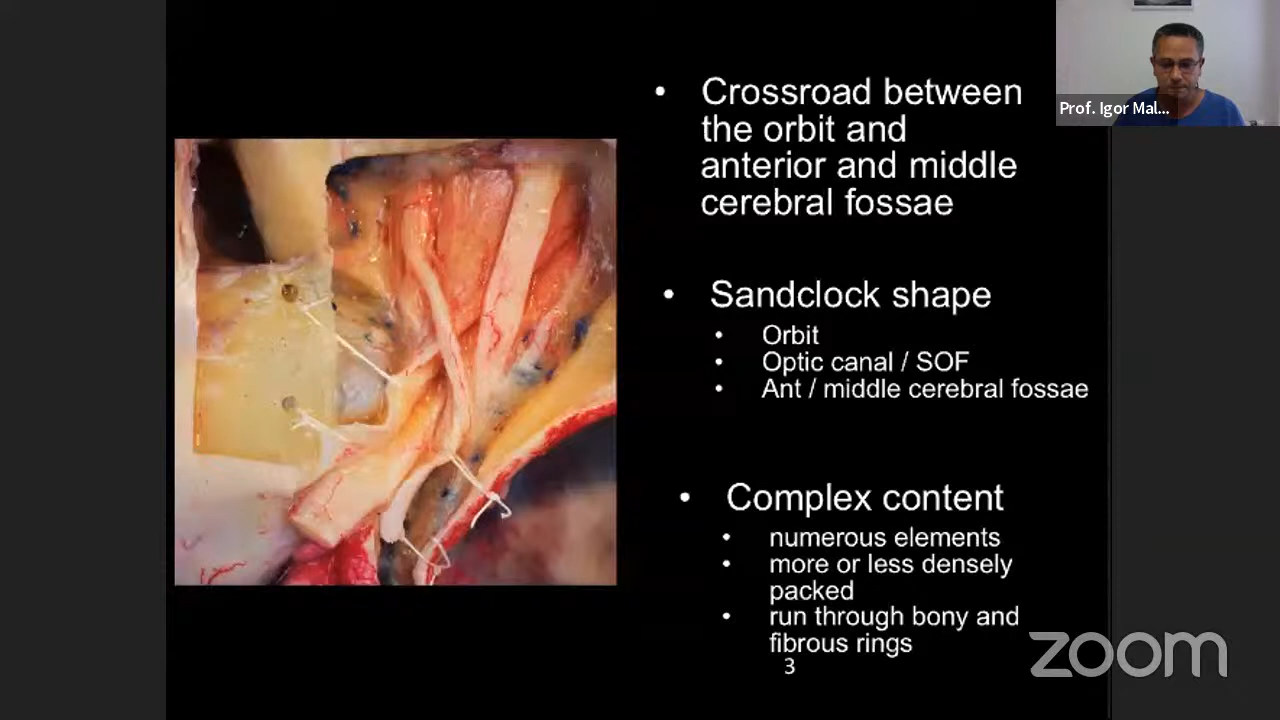 Crossroad between
the orbit and
anterior and middle
cerebral fossae
Sandclock shape
Orbit
Optic canal / SOF
Ant / middle cerebral fossae
Complex content
numerous elements
more or less densely
packed
run through bony and
fibrous rings
3
Prof. Igor Mal...
zoom